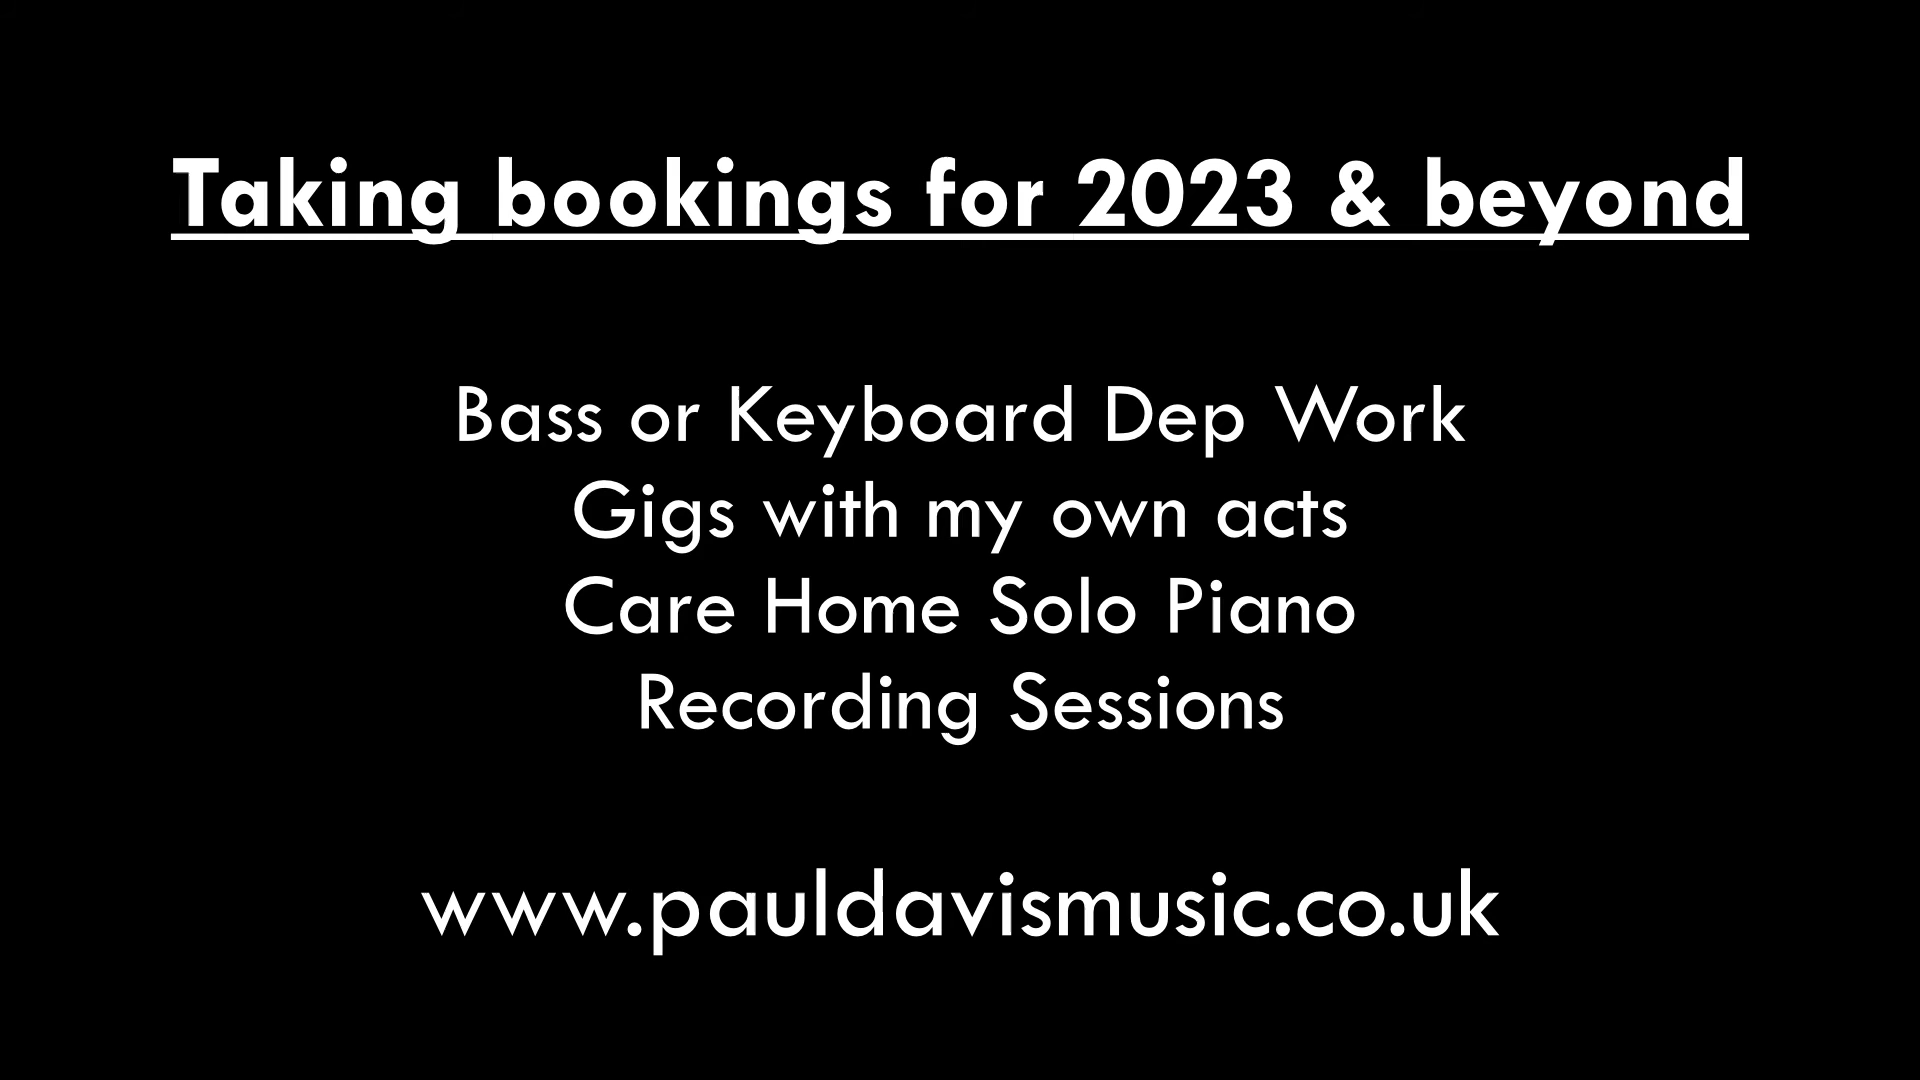 Taking bookings for 2023 & beyond
Bass or Keyboard Dep Work
Gigs with my own acts
Care Home Solo Piano
Recording Sessions
www.pauldavismusic.co.uk